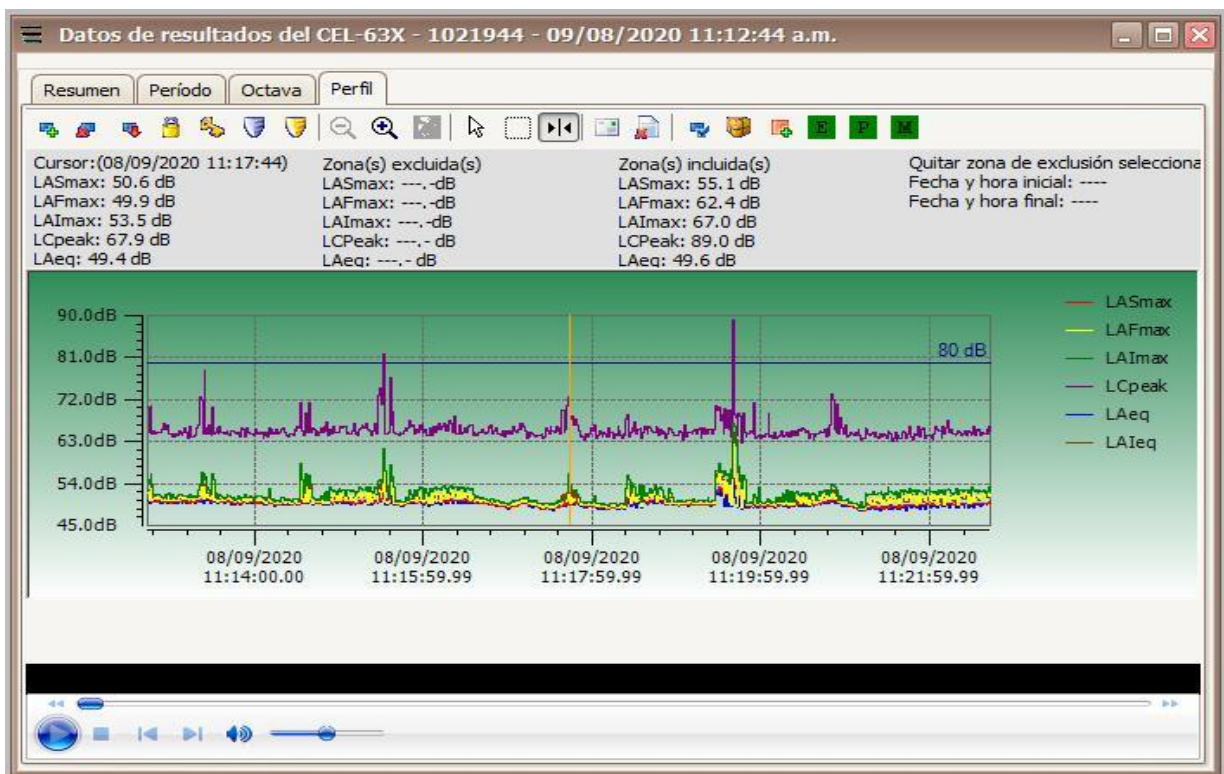 Datos de resultados del CEL-63X - 1021944 - 09/08/2020 11:12:44 a.m.
Resumen Período Octava Perfil
E P M
Cursor:(08/09/2020 11:17:44)
LASmax: 50.6 dB
LAFmax: 49.9 dB
LAImax: 53.5 dB
LCpeak: 67.9 dB
LAeq: 49.4 dB
Zona(s) excluida(s)
LASmax: ---.-dB
LAFmax: ---.-dB
LAImax: ---.-dB
LCPeak: ---.- dB
LAeq: ---.- dB
Zona(s) incluida(s)
LASmax: 55.1 dB
LAFmax: 62.4 dB
LAImax: 67.0 dB
LCPeak: 89.0 dB
LAeq: 49.6 dB
Quitar zona de exclusión selecciona
Fecha y hora inicial: ----
Fecha y hora final: ----
90.0dB
81.0dB
72.0dB
63.0dB
54.0dB
45.0dB
80 dB
LASmax
LAFmax
LAImax
LCpeak
LAeq
LAIeq
08/09/2020 11:14:00.00
08/09/2020 11:15:59.99
08/09/2020 11:17:59.99
08/09/2020 11:19:59.99
08/09/2020 11:21:59.99